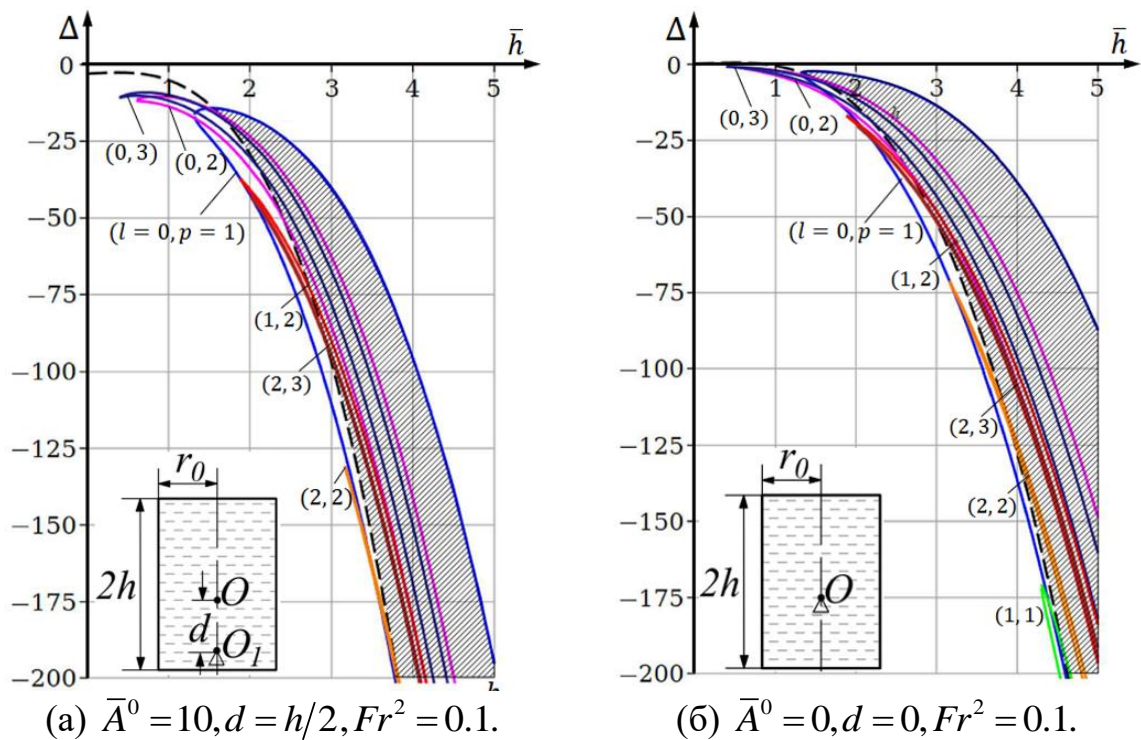 Δ
h̅
0
1
2
3
4
5
−25
−50
−75
−100
−125
−150
−175
−200
(0, 3)
(0, 2)
(l = 0, p = 1)
(1, 2)
(2, 3)
(2, 2)
r₀
2h
O
d
O₁
(а) A̅⁰ = 10, d = h/2, Fr² = 0.1.
Δ
h̅
0
1
2
3
4
5
−25
−50
−75
−100
−125
−150
−175
−200
(0, 3)
(0, 2)
(l = 0, p = 1)
(1, 2)
(2, 3)
(2, 2)
(1, 1)
r₀
2h
O
(б) A̅⁰ = 0, d = 0, Fr² = 0.1.